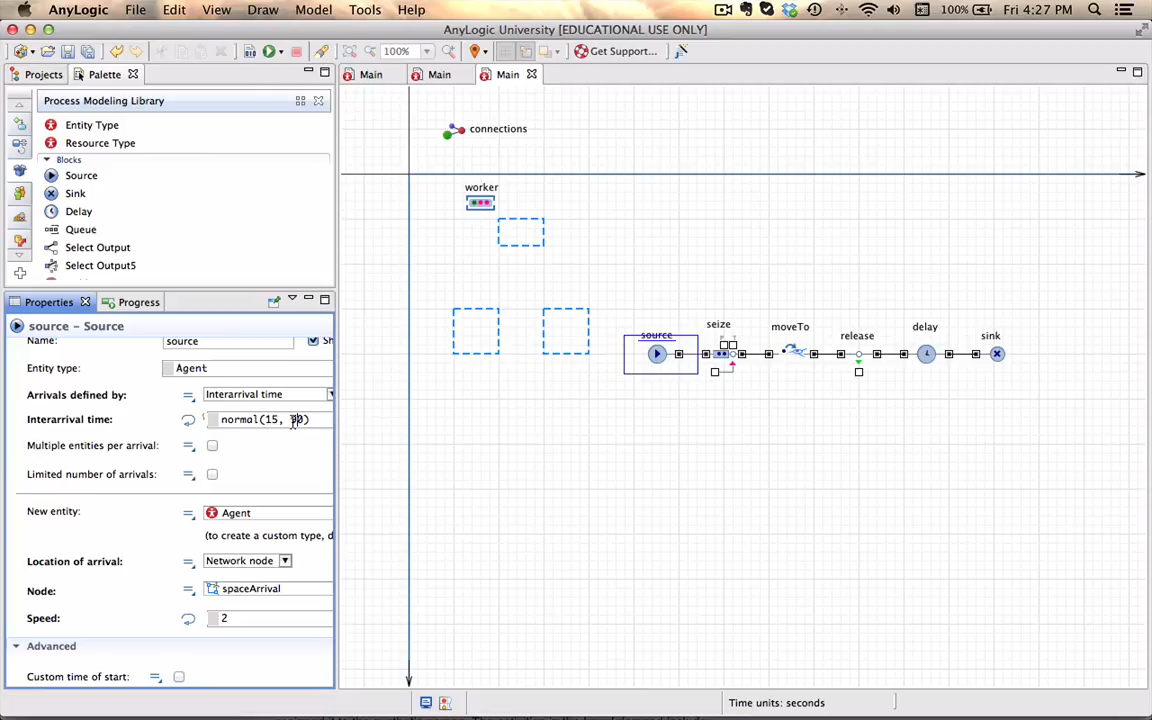 AnyLogic File Edit View Draw Model Tools Help 100% Fri 4:27 PM
AnyLogic University [EDUCATIONAL USE ONLY]
100% Get Support...
Projects Palette Main Main Main
Process Modeling Library
Entity Type
Resource Type
Blocks
Source
Sink
Delay
Queue
Select Output
Select Output5
connections
worker
Properties Progress
source – Source
Name: source Sh
Entity type: Agent
Arrivals defined by: Interarrival time
Interarrival time:
Multiple entities per arrival:
Limited number of arrivals:
New entity: Agent
(to create a custom type, d
Location of arrival: Network node
Node: spaceArrival
Speed: 2
Advanced
Custom time of start:
source seize moveTo release delay sink
Time units: seconds